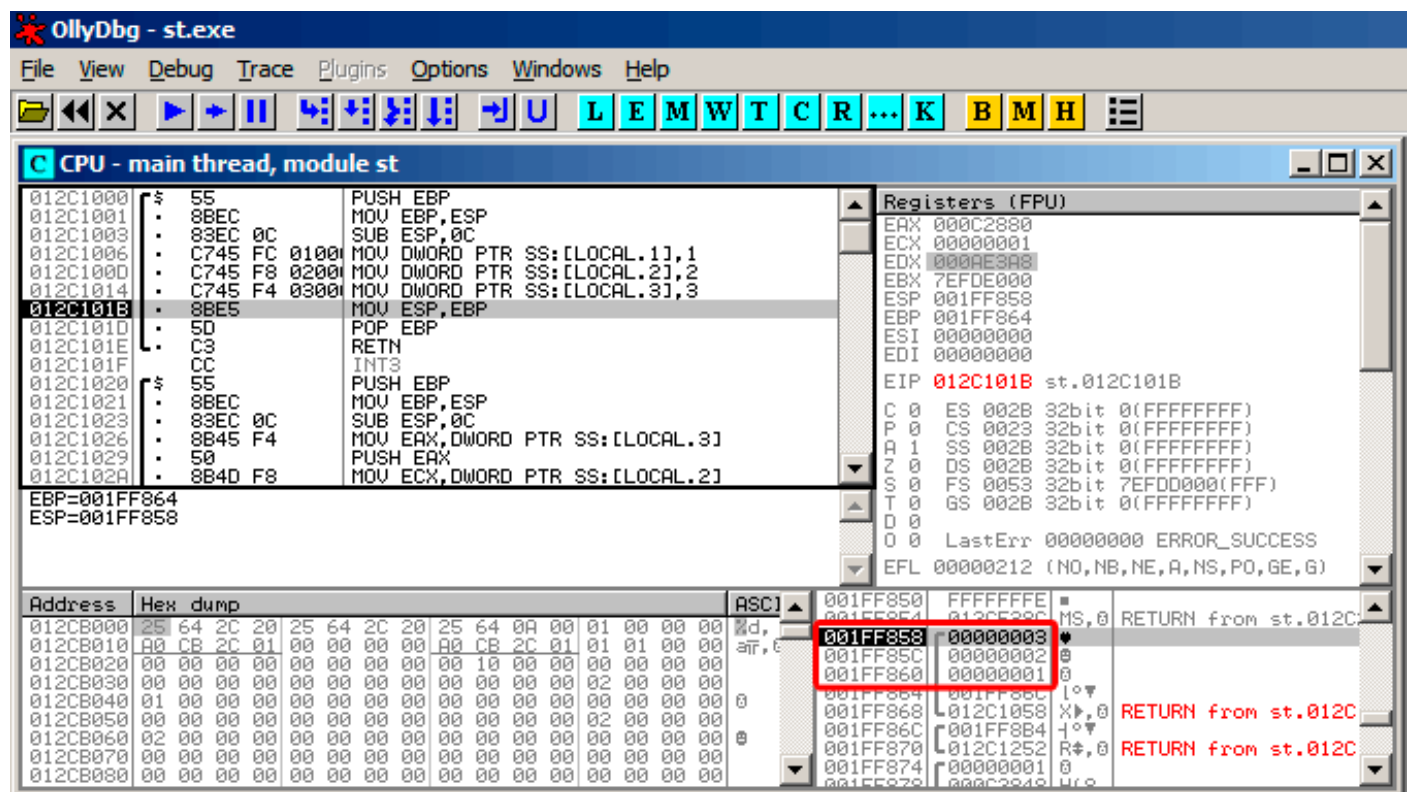 OllyDbg - st.exe
File View Debug Trace Plugins Options Windows Help
L E M W T C R ... K B M H
C CPU - main thread, module st
012C1000 $ 55 PUSH EBP
012C1001 . 8BEC MOV EBP,ESP
012C1003 . 83EC 0C SUB ESP,0C
012C1006 . C745 FC 0100 MOV DWORD PTR SS:[LOCAL.1],1
012C100D . C745 F8 0200 MOV DWORD PTR SS:[LOCAL.2],2
012C1014 . C745 F4 0300 MOV DWORD PTR SS:[LOCAL.3],3
012C101B . 8BE5 MOV ESP,EBP
012C101D . 5D POP EBP
012C101E . C3 RETN
012C101F CC INT3
012C1020 $ 55 PUSH EBP
012C1021 . 8BEC MOV EBP,ESP
012C1023 . 83EC 0C SUB ESP,0C
012C1026 . 8B45 F4 MOV EAX,DWORD PTR SS:[LOCAL.3]
012C1029 . 50 PUSH EAX
012C102A . 8B4D F8 MOV ECX,DWORD PTR SS:[LOCAL.2]
EBP=001FF864
ESP=001FF858
Registers (FPU)
EAX 000C2880
ECX 00000001
EDX 000AE3A8
EBX 7EFDE000
ESP 001FF858
EBP 001FF864
ESI 00000000
EDI 00000000
EIP 012C101B st.012C101B
C 0 ES 002B 32bit 0(FFFFFFFF)
P 0 CS 0023 32bit 0(FFFFFFFF)
A 1 SS 002B 32bit 0(FFFFFFFF)
Z 0 DS 002B 32bit 0(FFFFFFFF)
S 0 FS 0053 32bit 7EFDD000(FFF)
T 0 GS 002B 32bit 0(FFFFFFFF)
D 0
O 0 LastErr 00000000 ERROR_SUCCESS
EFL 00000212 (NO,NB,NE,A,NS,PO,GE,G)
Address Hex dump ASCI
012CB000 25 64 2C 20 25 64 2C 20 25 64 0A 00 01 00 00 00 %d,
012CB010 A0 CB 2C 01 00 00 00 00 A0 CB 2C 01 01 01 00 00
012CB020 00 00 00 00 00 00 00 00 00 10 00 00 00 00 00 00
012CB030 00 00 00 00 00 00 00 00 00 00 00 00 02 00 00 00
012CB040 01 00 00 00 00 00 00 00 00 00 00 00 00 00 00 00
012CB050 00 00 00 00 00 00 00 00 00 00 00 00 02 00 00 00
012CB060 02 00 00 00 00 00 00 00 00 00 00 00 00 00 00 00
012CB070 00 00 00 00 00 00 00 00 00 00 00 00 00 00 00 00
012CB080 00 00 00 00 00 00 00 00 00 00 00 00 00 00 00 00
001FF850 FFFFFFFE
RETURN from st.012C
001FF858 00000003 ♥
001FF85C 00000002 ☻
001FF860 00000001 ☺
001FF864 001FF86C
001FF868 012C1058 X►,☺ RETURN from st.012C
001FF86C 001FF8B4
001FF870 012C1252 R‡,☺ RETURN from st.012C
001FF874 00000001 ☺